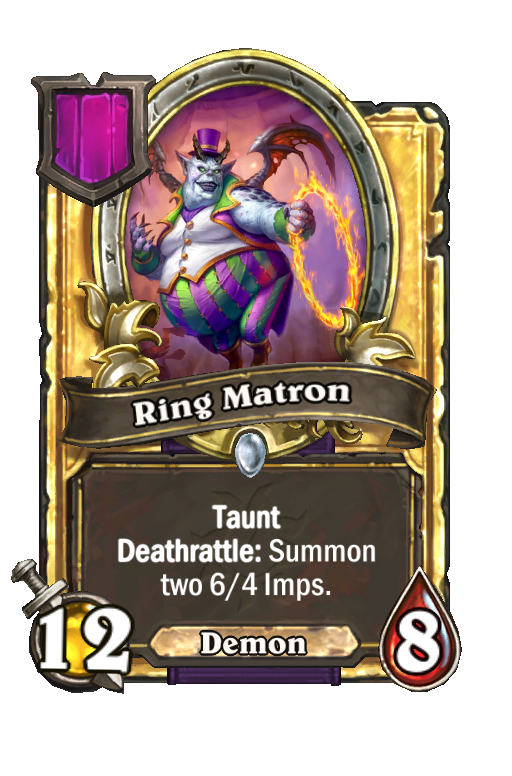 Ring Matron
Taunt
Deathrattle: Summon
two 6/4 Imps.
12
Demon
8